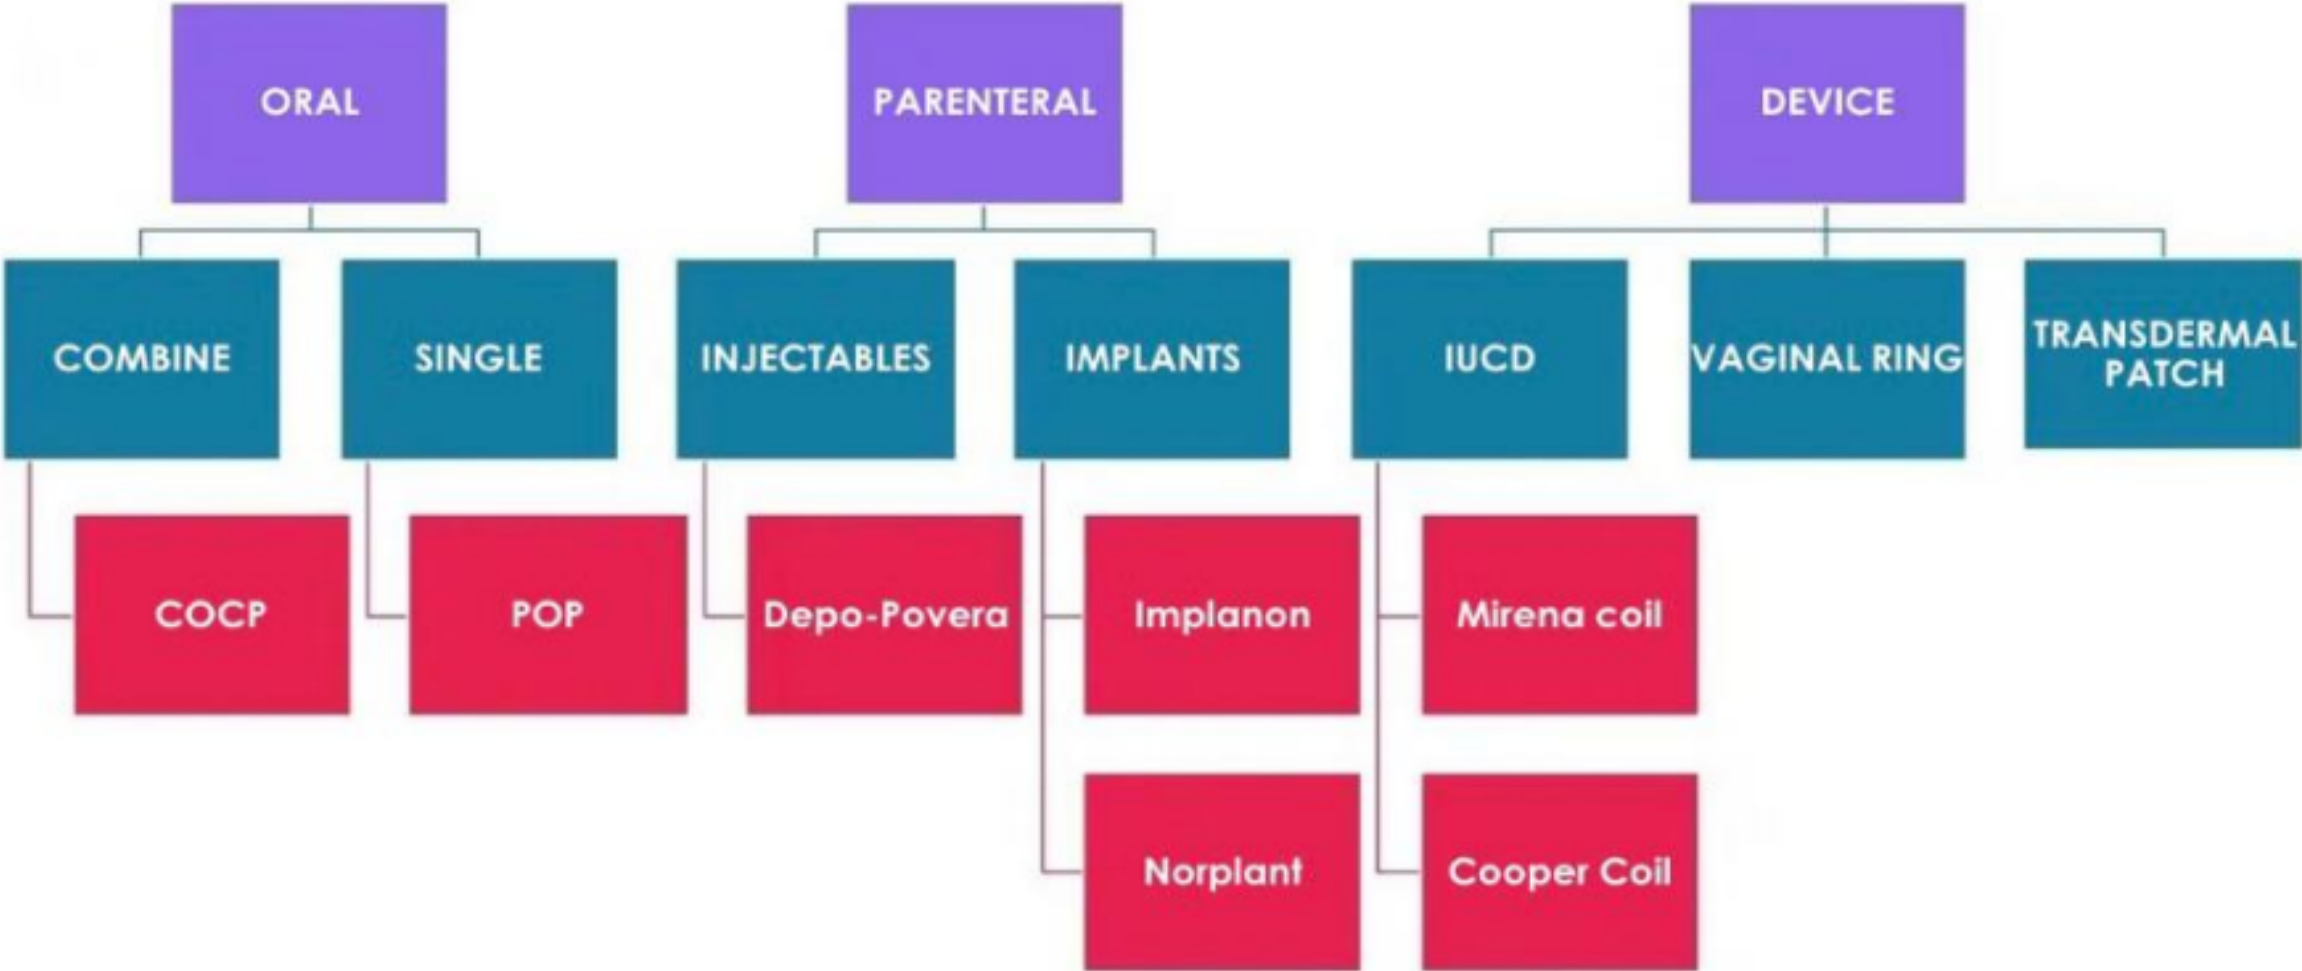 ORAL
PARENTERAL
DEVICE
COMBINE
SINGLE
INJECTABLES
IMPLANTS
IUCD
VAGINAL RING
TRANSDERMAL
PATCH
COCP
POP
Depo-Povera
Implanon
Mirena coil
Norplant
Cooper Coil